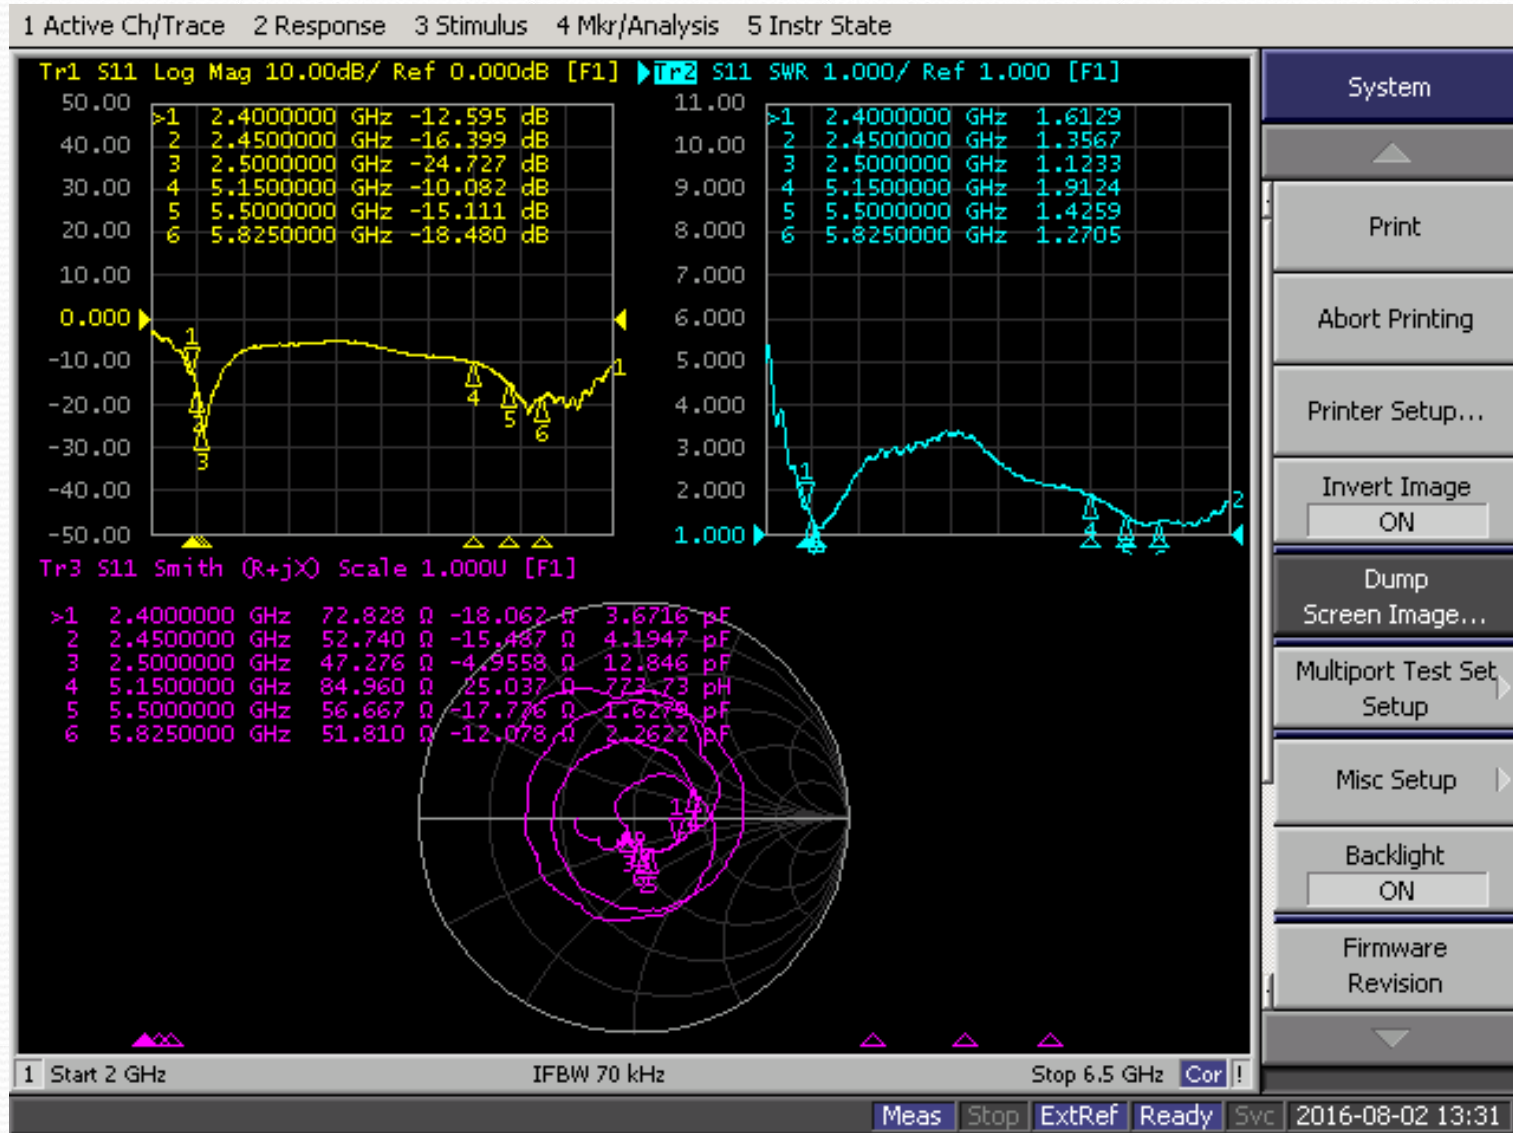 1 Active Ch/Trace 2 Response 3 Stimulus 4 Mkr/Analysis 5 Instr State
Tr1 S11 Log Mag 10.00dB/ Ref 0.000dB [F1]
50.00
40.00
30.00
20.00
10.00
0.000
-10.00
-20.00
-30.00
-40.00
-50.00
>1 2.4000000 GHz -12.595 dB
2 2.4500000 GHz -16.399 dB
3 2.5000000 GHz -24.727 dB
4 5.1500000 GHz -10.082 dB
5 5.5000000 GHz -15.111 dB
6 5.8250000 GHz -18.480 dB
1
2
3
4
5
6
1
Tr2 S11 SWR 1.000/ Ref 1.000 [F1]
11.00
10.00
9.000
8.000
7.000
6.000
5.000
4.000
3.000
2.000
1.000
>1 2.4000000 GHz 1.6129
2 2.4500000 GHz 1.3567
3 2.5000000 GHz 1.1233
4 5.1500000 GHz 1.9124
5 5.5000000 GHz 1.4259
6 5.8250000 GHz 1.2705
1
4
2
Tr3 S11 Smith (R+jX) Scale 1.000U [F1]
>1 2.4000000 GHz 72.828 Ω -18.062 Ω 3.6716 pF
2 2.4500000 GHz 52.740 Ω -15.487 Ω 4.1947 pF
3 2.5000000 GHz 47.276 Ω -4.9558 Ω 12.846 pF
4 5.1500000 GHz 84.960 Ω 25.037 Ω 773.73 pH
5 5.5000000 GHz 56.667 Ω -17.776 Ω 1.6279 pF
6 5.8250000 GHz 51.810 Ω -12.078 Ω 2.2622 pF
1
3
1 Start 2 GHz IFBW 70 kHz Stop 6.5 GHz Cor !
System
Print
Abort Printing
Printer Setup...
Invert Image
ON
Dump
Screen Image...
Multiport Test Set
Setup
Misc Setup
Backlight
ON
Firmware
Revision
Meas Stop ExtRef Ready Svc 2016-08-02 13:31